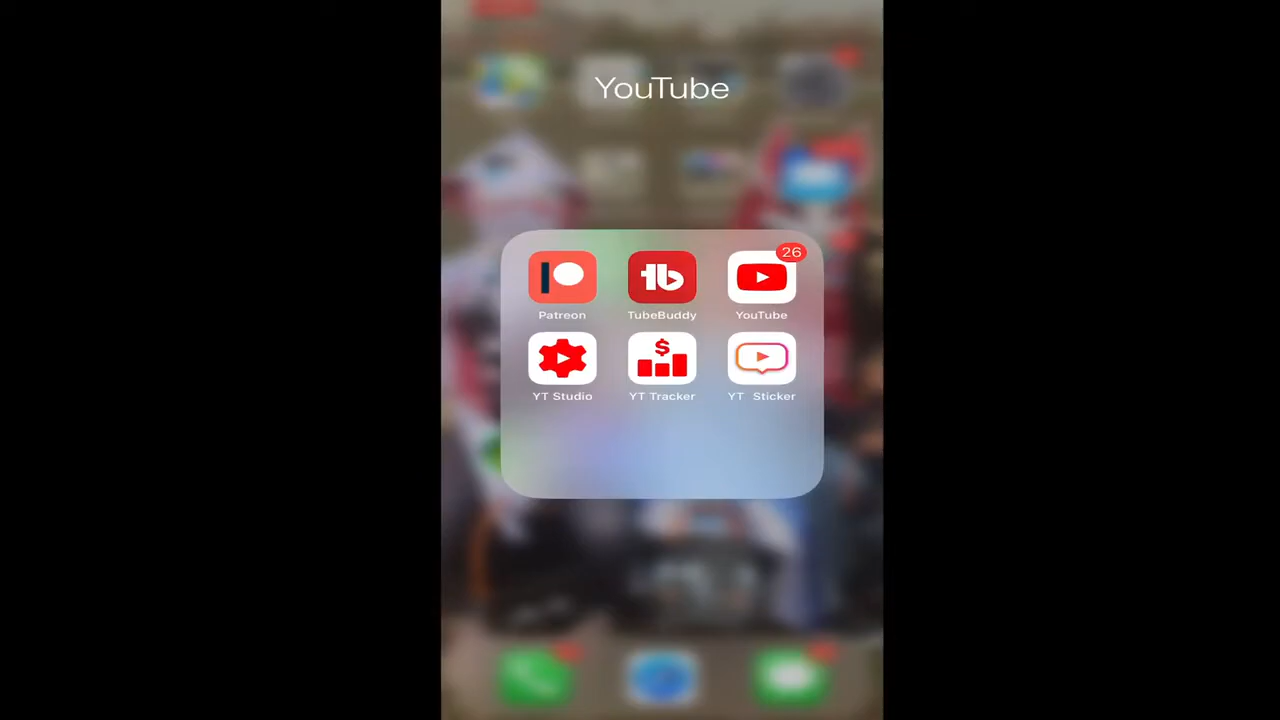 YouTube
26
Patreon
TubeBuddy
YouTube
YT Studio
YT Tracker
YT Sticker